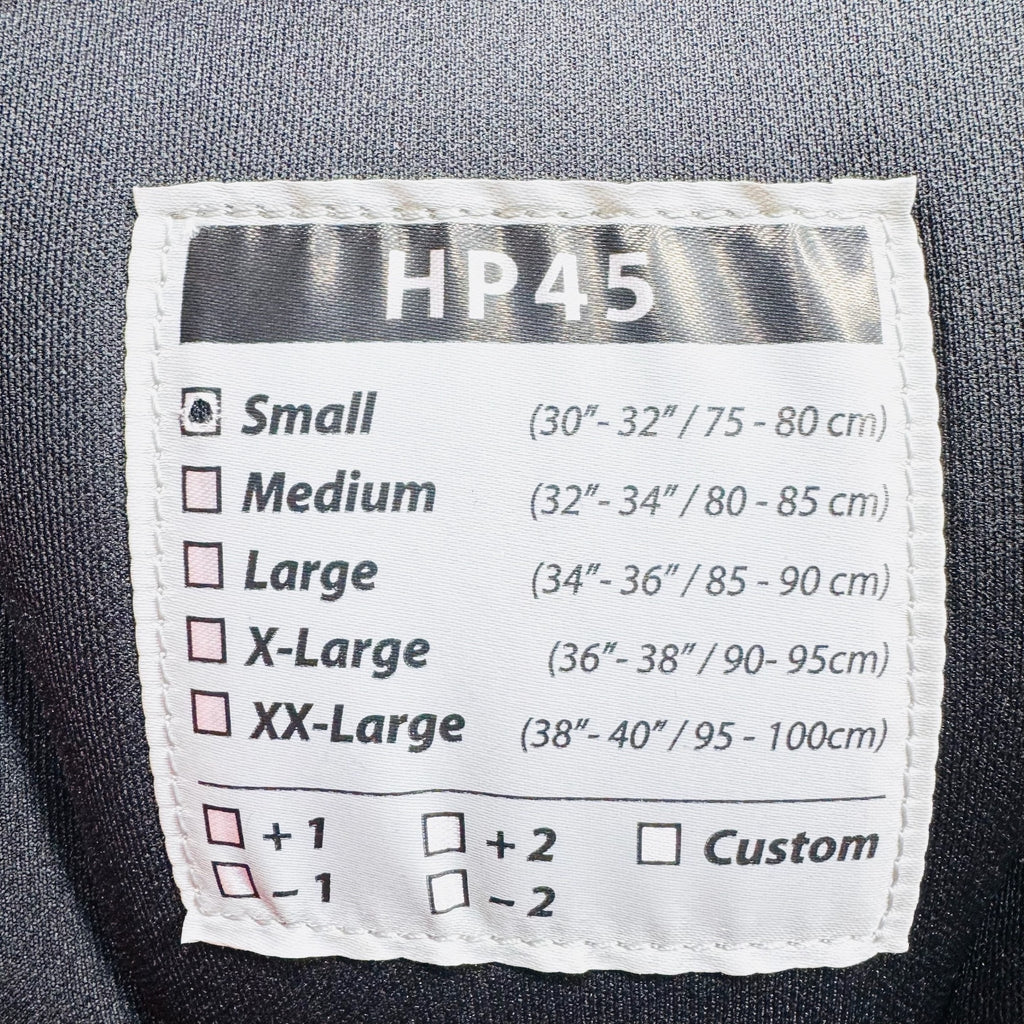 HP45
Small (30"- 32" / 75 - 80 cm)
Medium (32"- 34" / 80 - 85 cm)
Large (34"- 36" / 85 - 90 cm)
X-Large (36"- 38" / 90- 95cm)
XX-Large (38"- 40" / 95 - 100cm)
+ 1 + 2 Custom
– 1 – 2